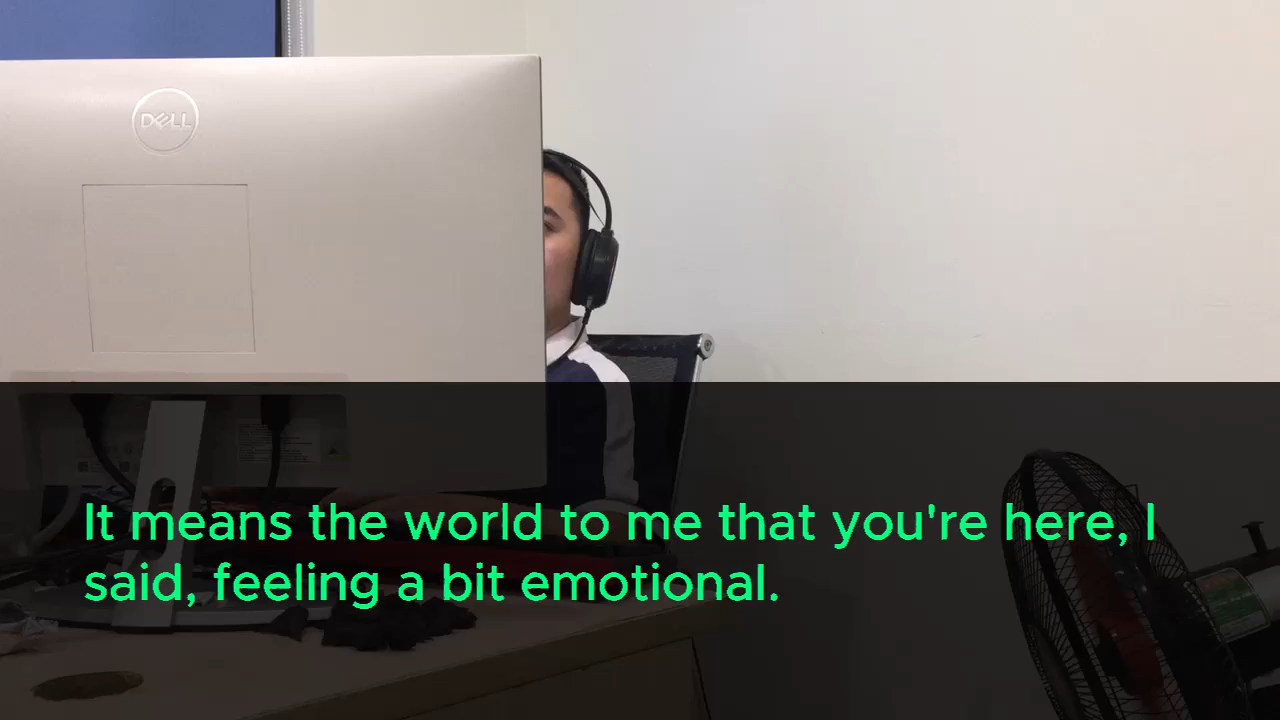 DELL
It means the world to me that you're here, I
said, feeling a bit emotional.